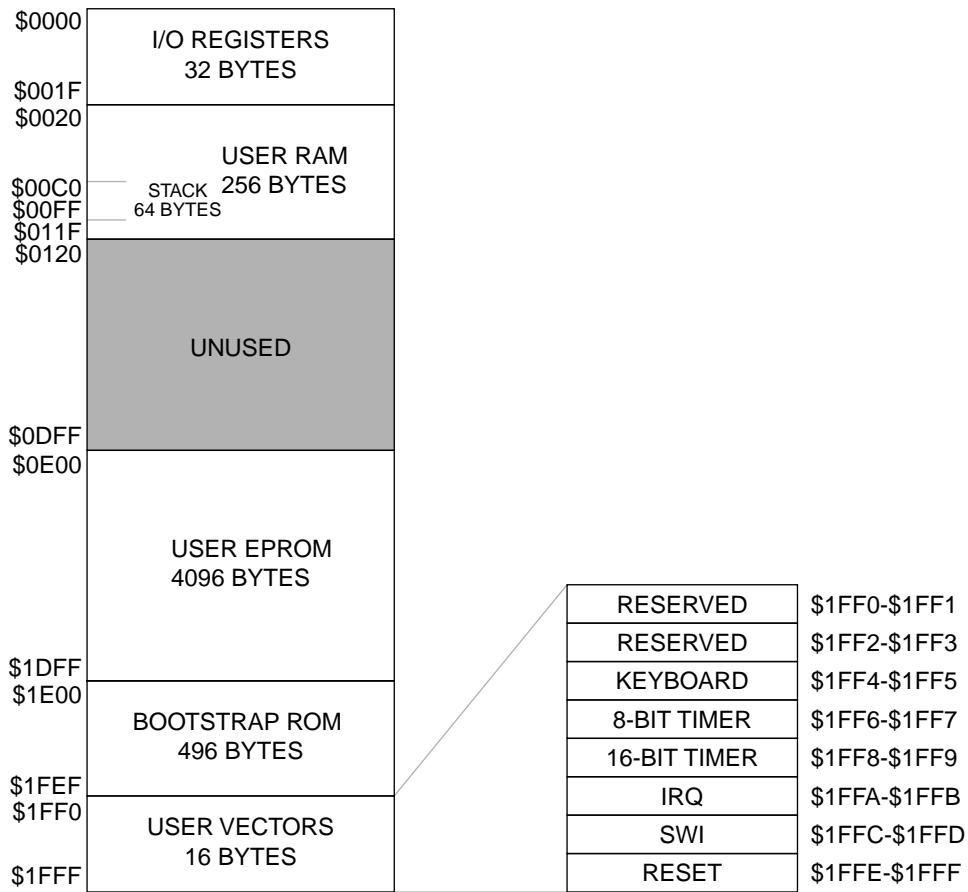 $0000
I/O REGISTERS
32 BYTES
$001F
$0020
USER RAM
256 BYTES
$00C0
STACK
64 BYTES
$00FF
$011F
$0120
UNUSED
$0DFF
$0E00
USER EPROM
4096 BYTES
$1DFF
$1E00
BOOTSTRAP ROM
496 BYTES
$1FEF
$1FF0
USER VECTORS
16 BYTES
$1FFF
RESERVED $1FF0-$1FF1
RESERVED $1FF2-$1FF3
KEYBOARD $1FF4-$1FF5
8-BIT TIMER $1FF6-$1FF7
16-BIT TIMER $1FF8-$1FF9
IRQ $1FFA-$1FFB
SWI $1FFC-$1FFD
RESET $1FFE-$1FFF